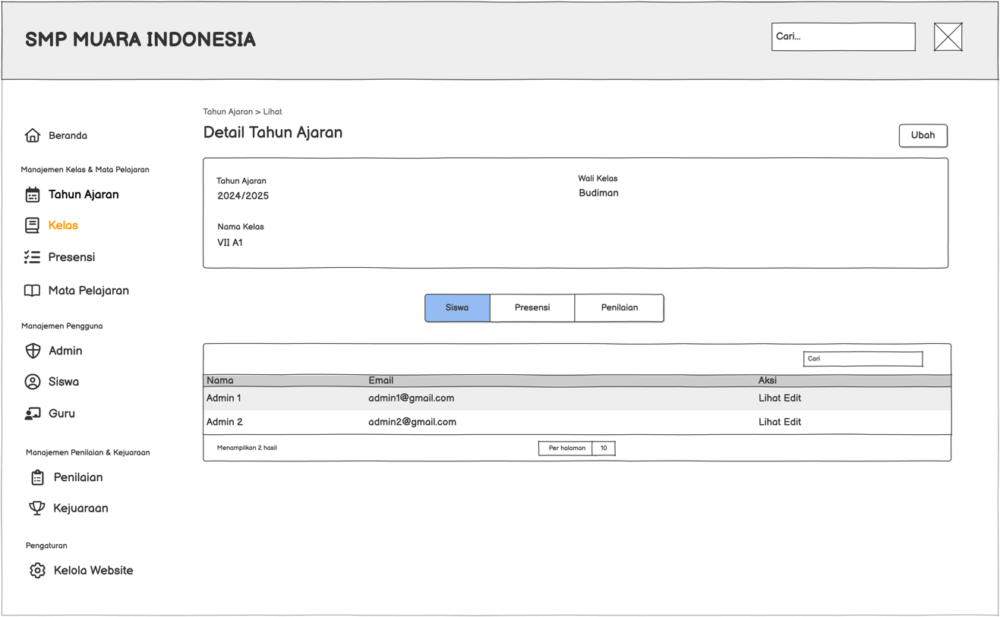 SMP MUARA INDONESIA
Cari...
Beranda
Manajemen Kelas & Mata Pelajaran
Tahun Ajaran
Kelas
Presensi
Mata Pelajaran
Manajemen Pengguna
Admin
Siswa
Guru
Manajemen Penilaian & Kejuaraan
Penilaian
Kejuaraan
Pengaturan
Kelola Website
Tahun Ajaran > Lihat
Detail Tahun Ajaran
Ubah
Tahun Ajaran
2024/2025
Wali Kelas
Budiman
Nama Kelas
VII A1
Siswa Presensi Penilaian
Cari
Nama Email Aksi
Admin 1 admin1@gmail.com Lihat Edit
Admin 2 admin2@gmail.com Lihat Edit
Menampilkan 2 hasil Per halaman 10